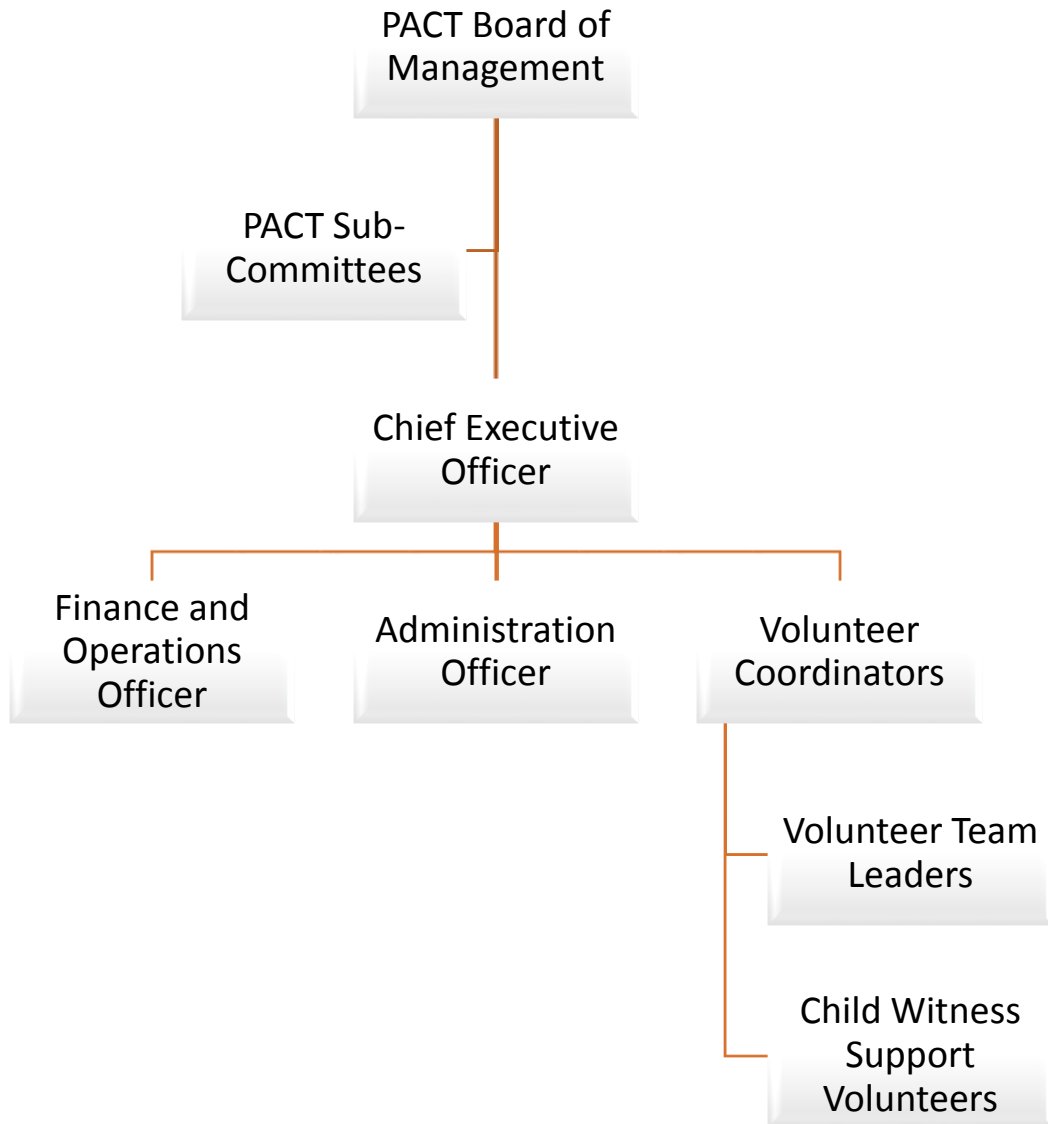 PACT Board of
Management
PACT Sub-
Committees
Chief Executive
Officer
Finance and
Operations
Officer
Administration
Officer
Volunteer
Coordinators
Volunteer Team
Leaders
Child Witness
Support
Volunteers